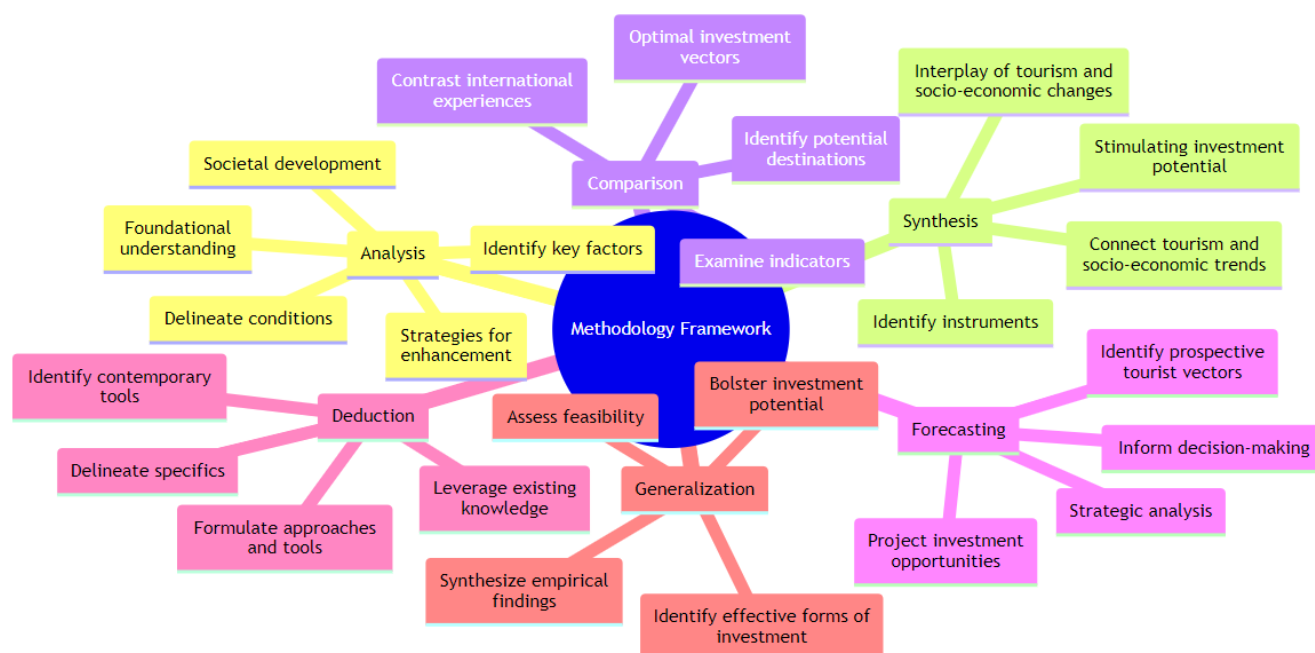 Optimal investment
vectors
Contrast international
experiences
Identify potential
destinations
Comparison
Examine indicators
Interplay of tourism and
socio-economic changes
Stimulating investment
potential
Synthesis
Connect tourism and
socio-economic trends
Identify instruments
Societal development
Foundational
understanding
Analysis
Identify key factors
Delineate conditions
Strategies for
enhancement
Methodology Framework
Identify contemporary
tools
Deduction
Delineate specifics
Formulate approaches
and tools
Leverage existing
knowledge
Assess feasibility
Bolster investment
potential
Generalization
Synthesize empirical
findings
Identify effective forms of
investment
Identify prospective
tourist vectors
Forecasting
Inform decision-making
Strategic analysis
Project investment
opportunities